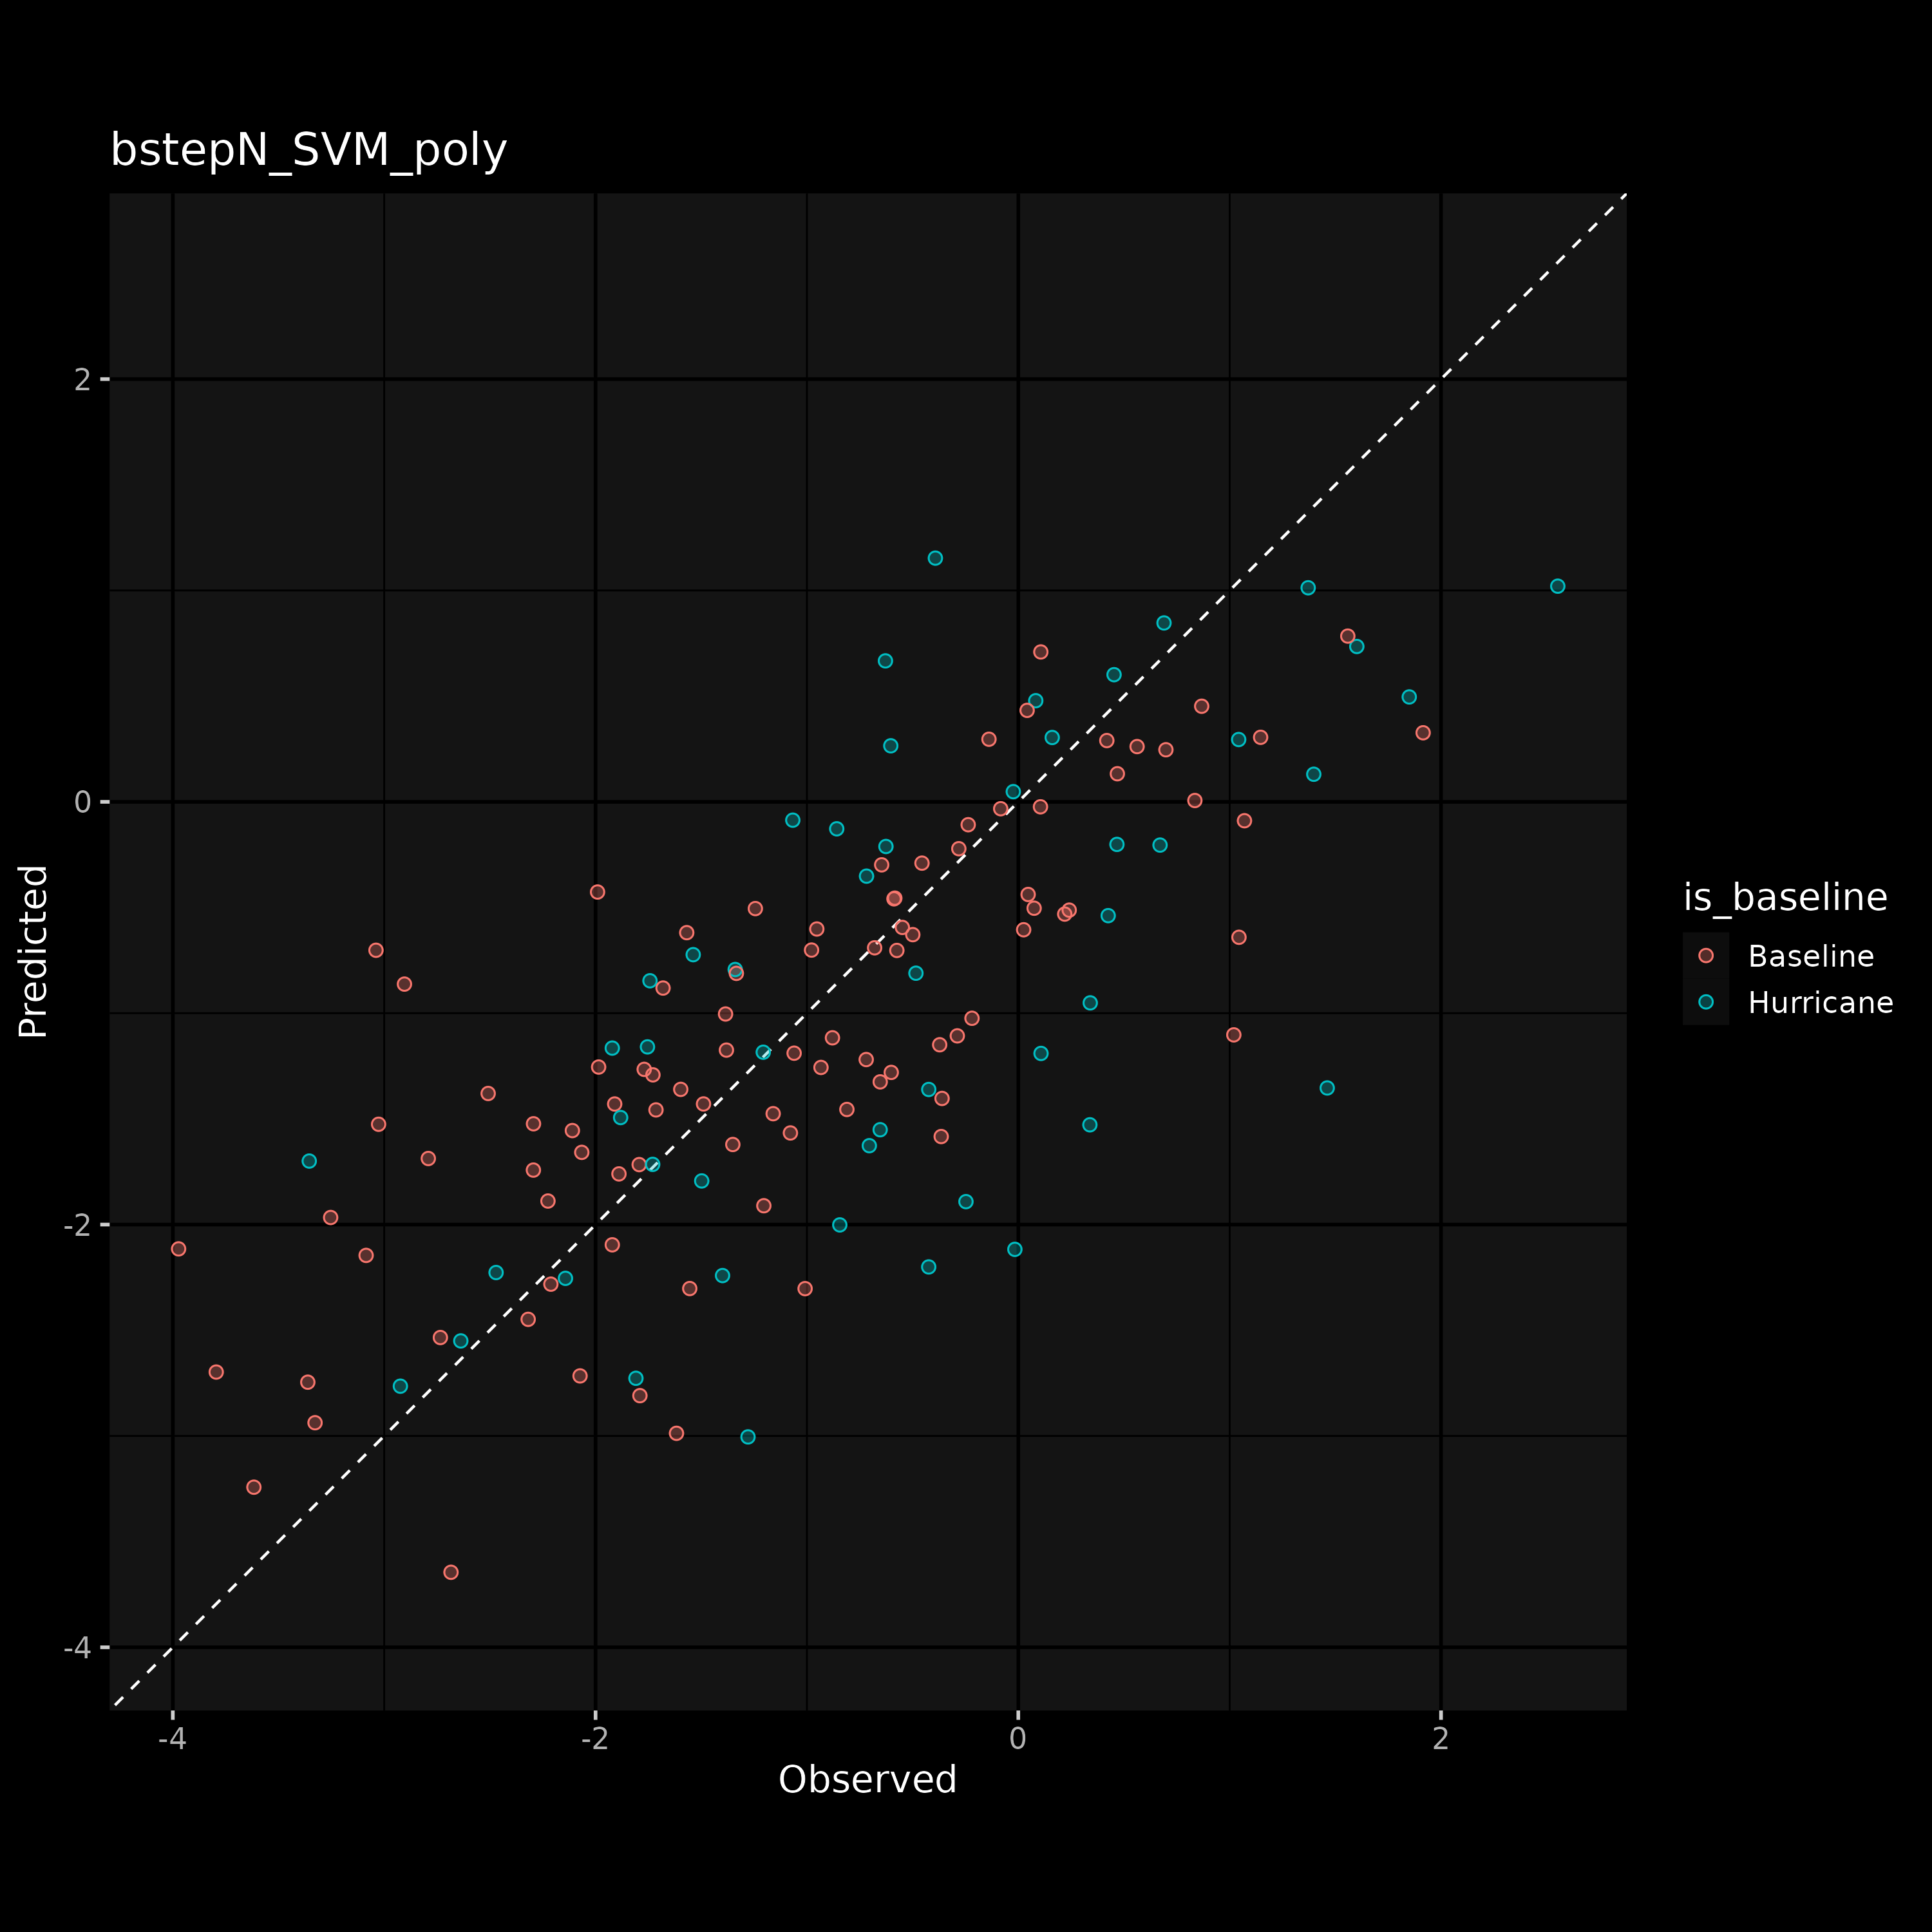 bstepN_SVM_poly
2
0
-2
-4
Predicted
-4
-2
0
2
Observed
is_baseline
Baseline
Hurricane